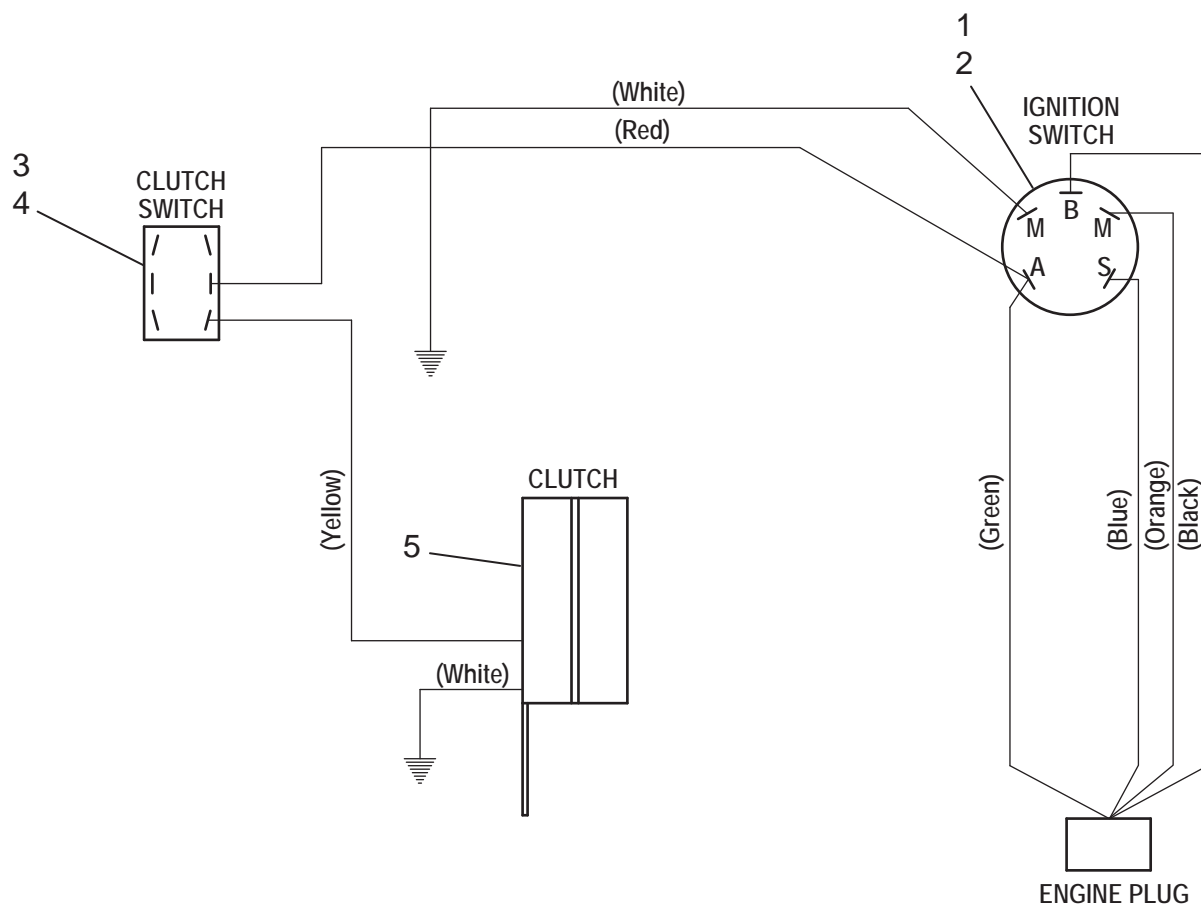 1
2
(White)
(Red)
IGNITION
SWITCH
3
4
CLUTCH
SWITCH
B
M
M
A
S
(Yellow)
CLUTCH
5
(White)
(Green)
(Blue)
(Orange)
(Black)
ENGINE PLUG